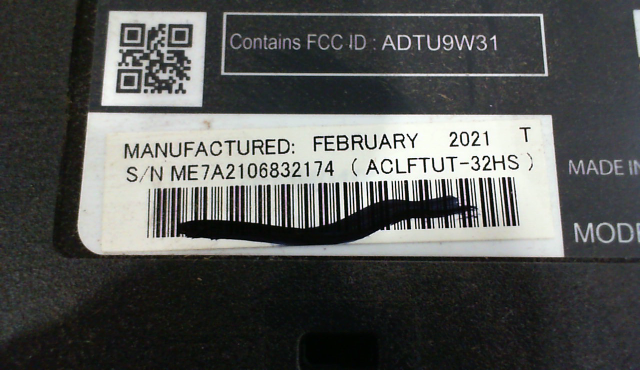 Contains FCC ID : ADTU9W31
MANUFACTURED: FEBRUARY 2021 T
S/N ME7A2106832174 ( ACLFTUT-32HS )
MADE IN
MODE